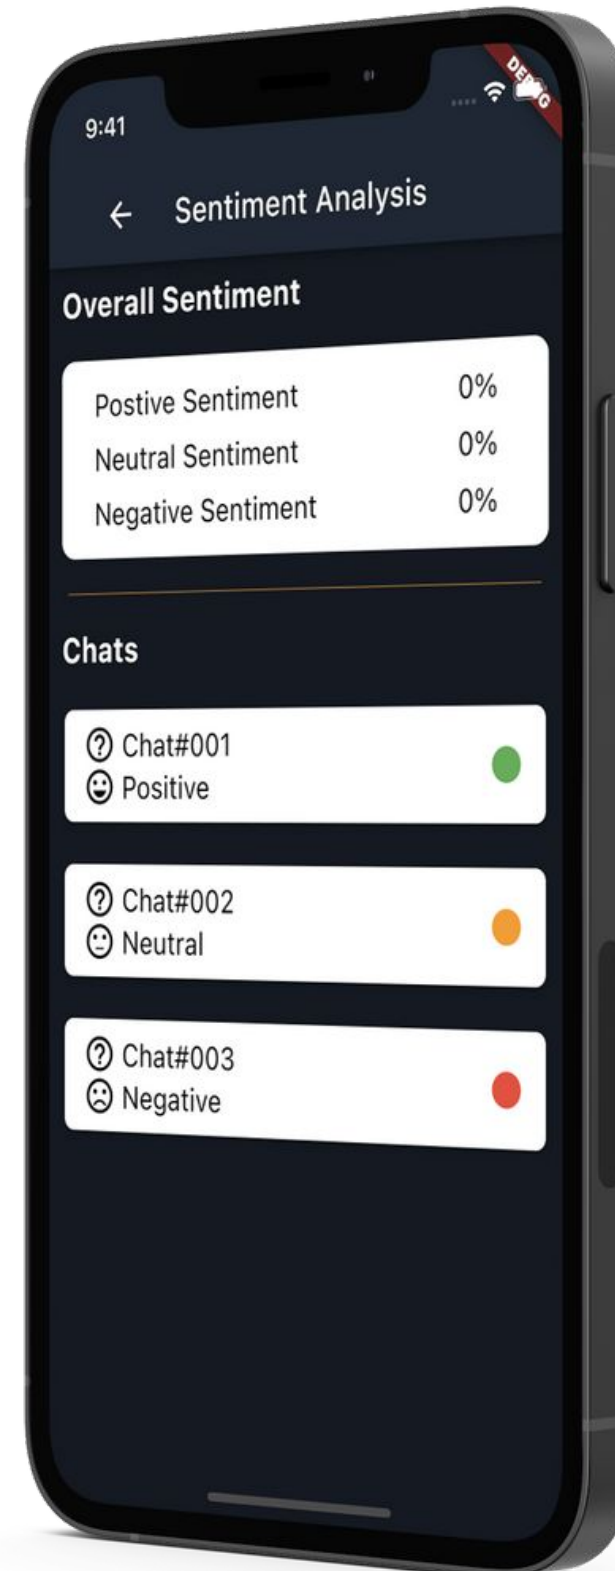 9:41
DEBUG
Sentiment Analysis
Overall Sentiment
Postive Sentiment 0%
Neutral Sentiment 0%
Negative Sentiment 0%
Chats
Chat#001
Positive
Chat#002
Neutral
Chat#003
Negative